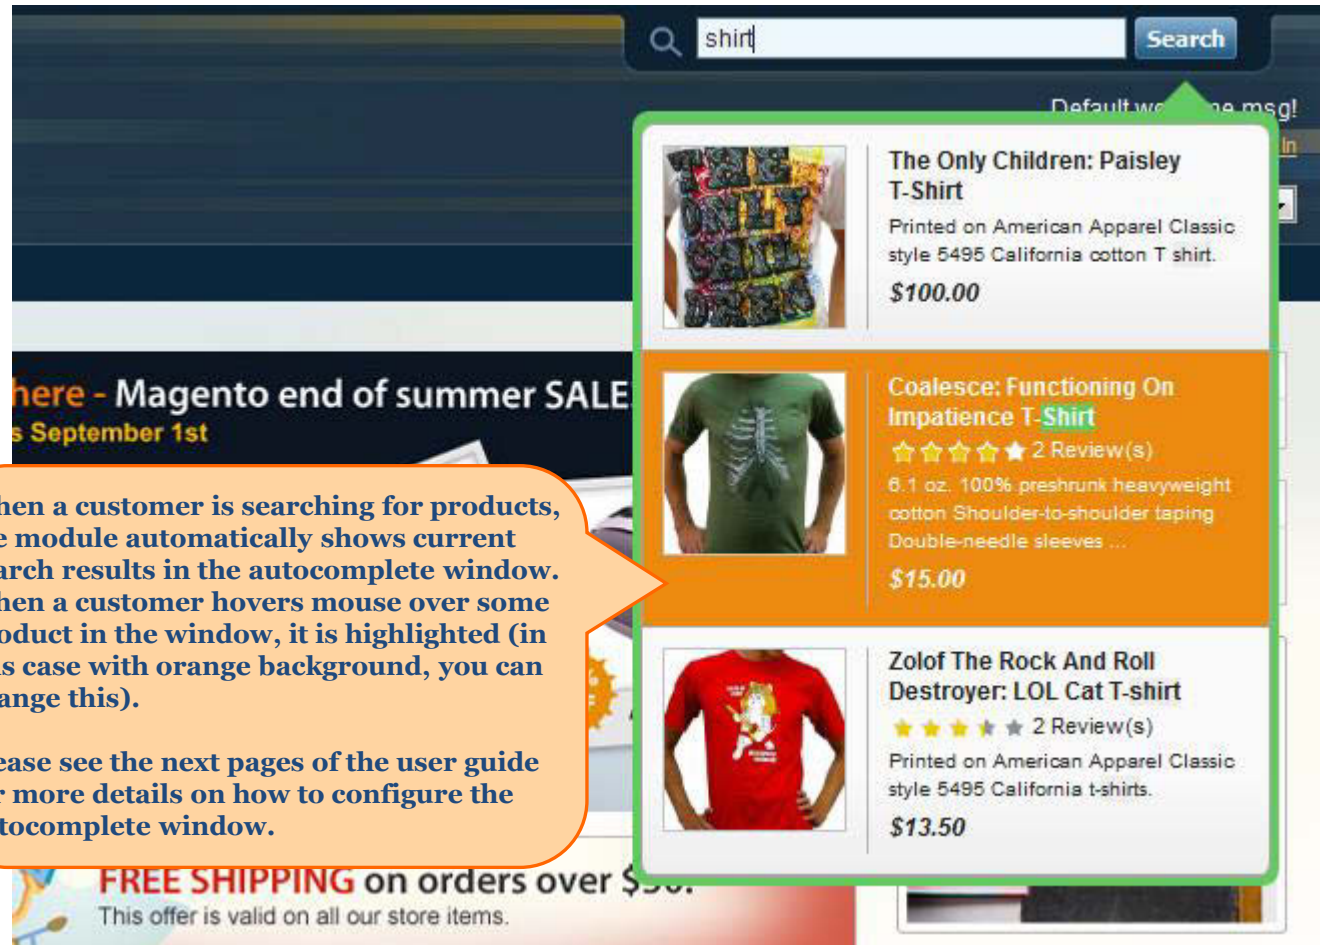 shirt
Search
Default we me msg!
In
The Only Children: Paisley
T-Shirt
Printed on American Apparel Classic
style 5495 California cotton T shirt.
$100.00
Coalesce: Functioning On
Impatience T-Shirt
2 Review(s)
6.1 oz. 100% preshrunk heavyweight
cotton Shoulder-to-shoulder taping
Double-needle sleeves ...
$15.00
Zolof The Rock And Roll
Destroyer: LOL Cat T-shirt
2 Review(s)
Printed on American Apparel Classic
style 5495 California t-shirts.
$13.50
here - Magento end of summer SALE
s September 1st
hen a customer is searching for products,
e module automatically shows current
arch results in the autocomplete window.
hen a customer hovers mouse over some
oduct in the window, it is highlighted (in
is case with orange background, you can
ange this).
ease see the next pages of the user guide
r more details on how to configure the
tocomplete window.
FREE SHIPPING on orders over $50.
This offer is valid on all our store items.
THE
ONLY
CHIL
DREN